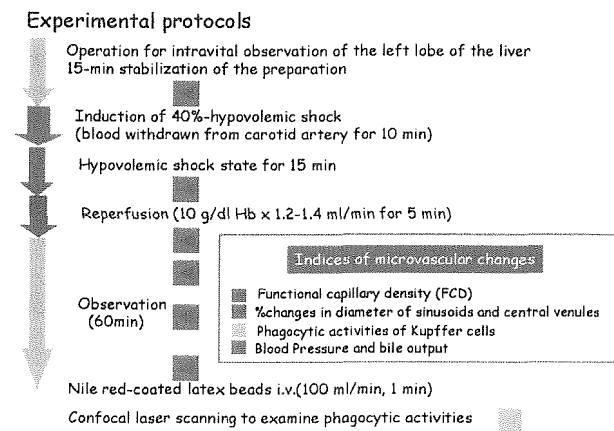 Experimental protocols
Operation for intravital observation of the left lobe of the liver
15-min stabilization of the preparation
Induction of 40%-hypovolemic shock
(blood withdrawn from carotid artery for 10 min)
Hypovolemic shock state for 15 min
Reperfusion (10 g/dl Hb x 1.2-1.4 ml/min for 5 min)
Indices of microvascular changes
Functional capillary density (FCD)
%changes in diameter of sinusoids and central venules
Phagocytic activities of Kupffer cells
Blood Pressure and bile output
Observation
(60min)
Nile red-coated latex beads i.v.(100 ml/min, 1 min)
Confocal laser scanning to examine phagocytic activities